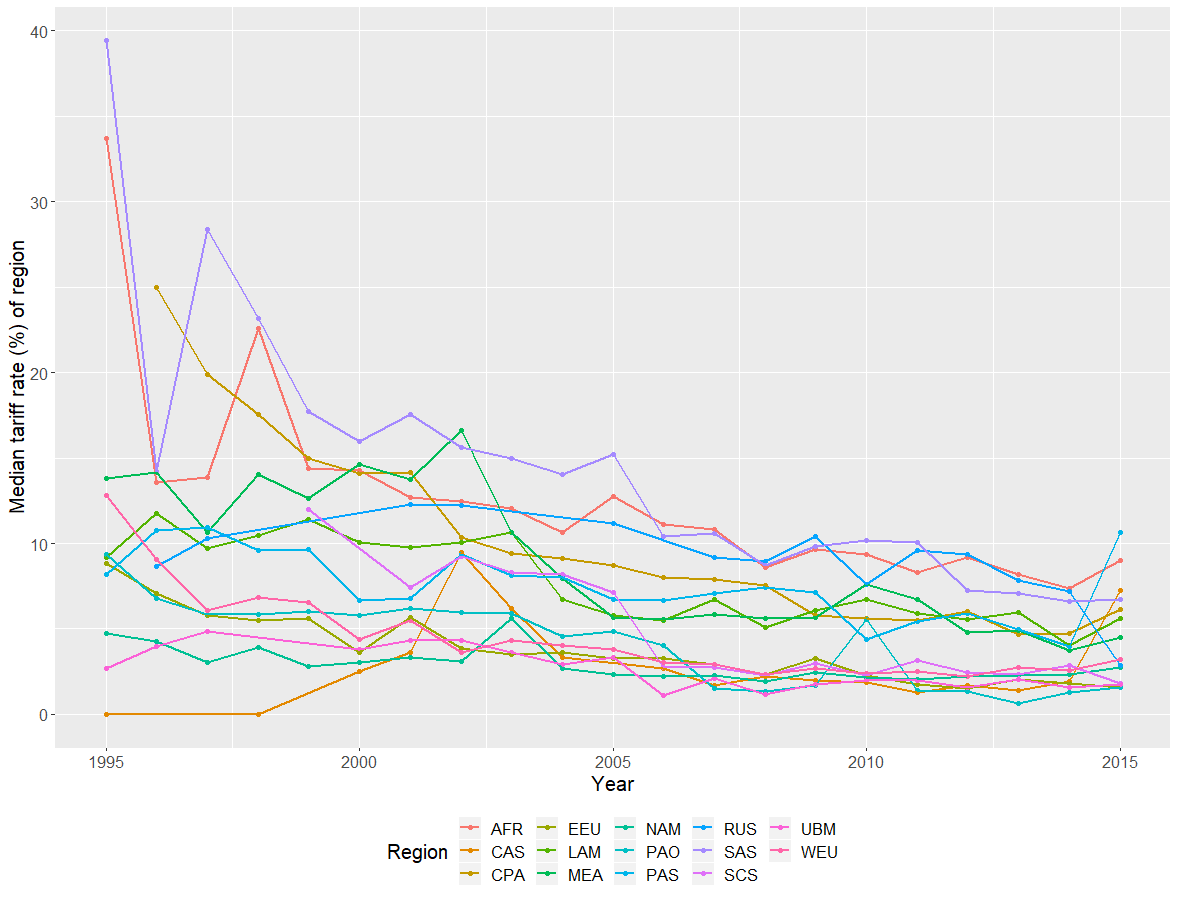 Median tariff rate (%) of region
40
30
20
10
0
1995 2000 2005 2010 2015
Year
Region
AFR EEU NAM RUS UBM
CAS LAM PAO SAS WEU
CPA MEA PAS SCS